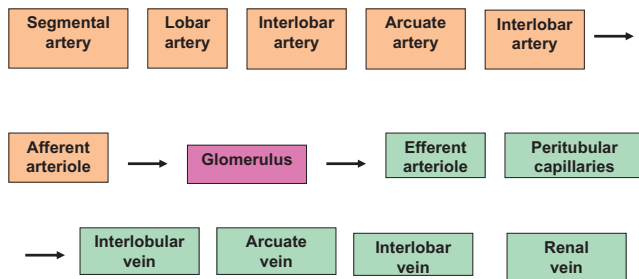 Segmental artery
Lobar artery
Interlobar artery
Arcuate artery
Interlobar artery
Afferent arteriole
Glomerulus
Efferent arteriole
Peritubular capillaries
Interlobular vein
Arcuate vein
Interlobar vein
Renal vein